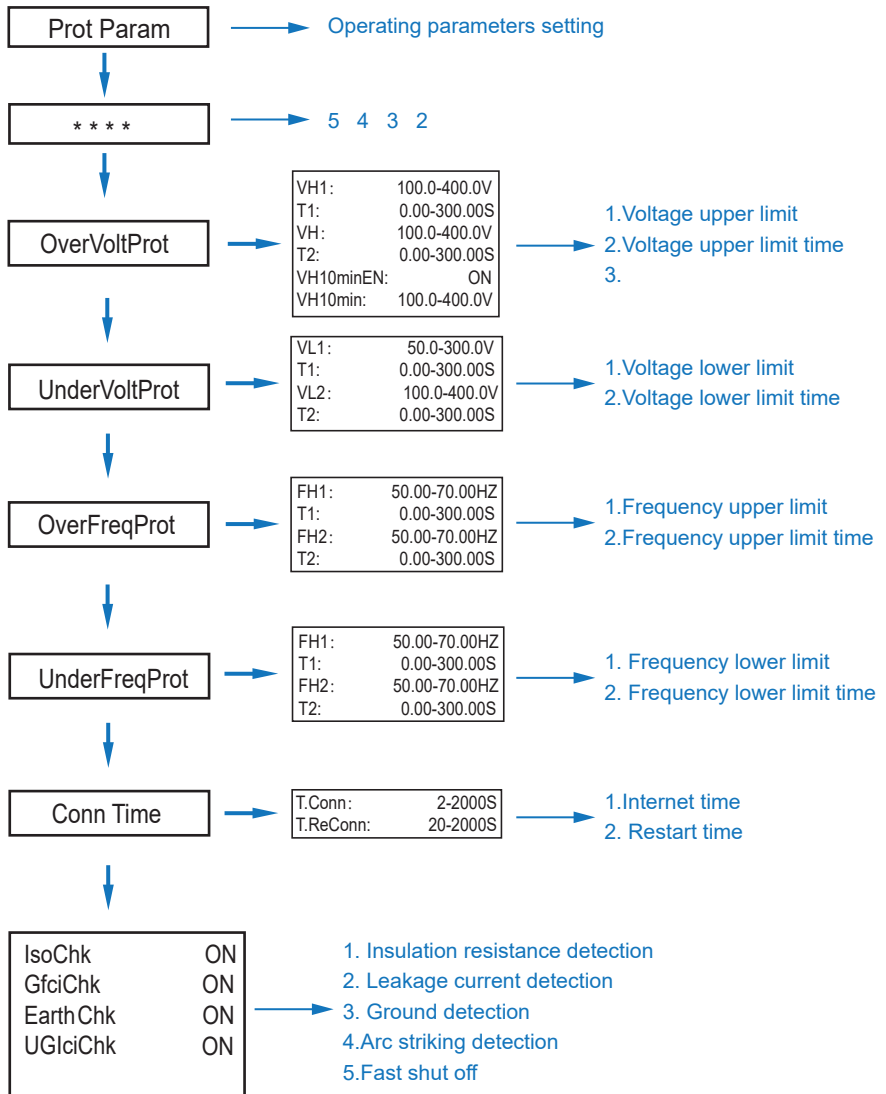 Prot Param
Operating parameters setting
* * * *
5 4 3 2
OverVoltProt
VH1: 100.0-400.0V
T1: 0.00-300.00S
VH: 100.0-400.0V
T2: 0.00-300.00S
VH10minEN: ON
VH10min: 100.0-400.0V
1.Voltage upper limit
2.Voltage upper limit time
3.
UnderVoltProt
VL1: 50.0-300.0V
T1: 0.00-300.00S
VL2: 100.0-400.0V
T2: 0.00-300.00S
1.Voltage lower limit
2.Voltage lower limit time
OverFreqProt
FH1: 50.00-70.00HZ
T1: 0.00-300.00S
FH2: 50.00-70.00HZ
T2: 0.00-300.00S
1.Frequency upper limit
2.Frequency upper limit time
UnderFreqProt
FH1: 50.00-70.00HZ
T1: 0.00-300.00S
FH2: 50.00-70.00HZ
T2: 0.00-300.00S
1. Frequency lower limit
2. Frequency lower limit time
Conn Time
T.Conn: 2-2000S
T.ReConn: 20-2000S
1.Internet time
2. Restart time
IsoChk ON
GfciChk ON
Earth Chk ON
UGIciChk ON
1. Insulation resistance detection
2. Leakage current detection
3. Ground detection
4.Arc striking detection
5.Fast shut off